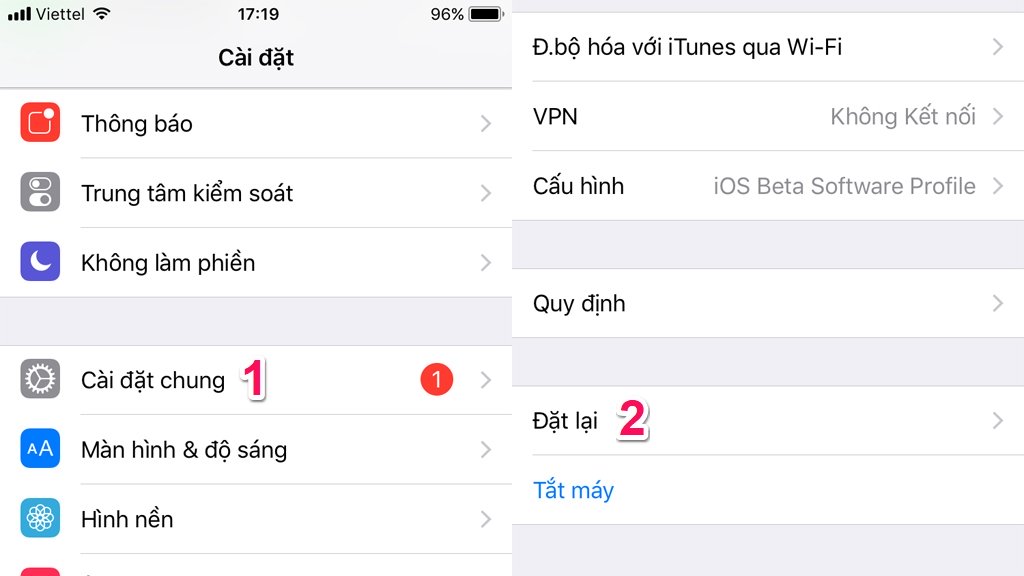 Viettel 17:19 96%
Cài đặt
Thông báo
Trung tâm kiểm soát
Không làm phiền
Cài đặt chung 1 1
AA Màn hình & độ sáng
Hình nền
Đ.bộ hóa với iTunes qua Wi-Fi
VPN Không Kết nối
Cấu hình iOS Beta Software Profile
Quy định
Đặt lại 2
Tắt máy